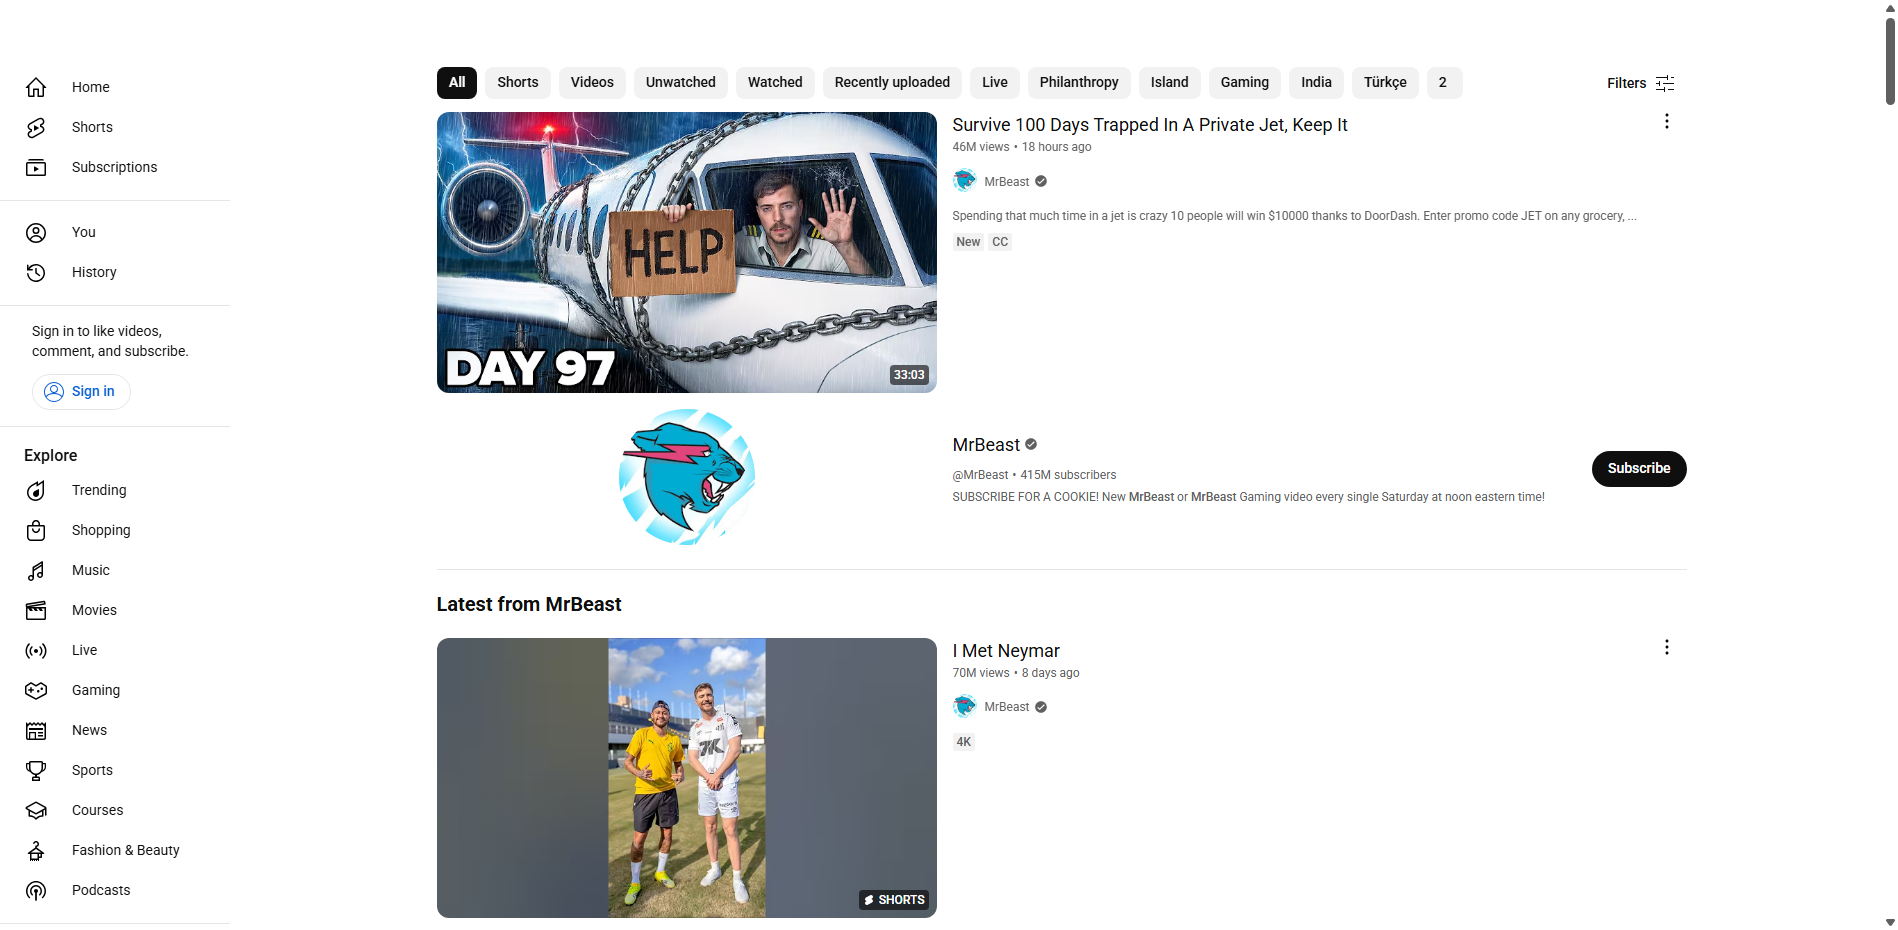 Home
Shorts
Subscriptions
You
History
Sign in to like videos,
comment, and subscribe.
Sign in
Explore
Trending
Shopping
Music
Movies
Live
Gaming
News
Sports
Courses
Fashion & Beauty
Podcasts
All Shorts Videos Unwatched Watched Recently uploaded Live Philanthropy Island Gaming India Türkçe 2 Filters
HELP
DAY 97
33:03
Survive 100 Days Trapped In A Private Jet, Keep It
46M views • 18 hours ago
MrBeast
Spending that much time in a jet is crazy 10 people will win $10000 thanks to DoorDash. Enter promo code JET on any grocery, ...
New CC
MrBeast
@MrBeast • 415M subscribers
SUBSCRIBE FOR A COOKIE! New MrBeast or MrBeast Gaming video every single Saturday at noon eastern time!
Subscribe
Latest from MrBeast
SHORTS
I Met Neymar
70M views • 8 days ago
MrBeast
4K